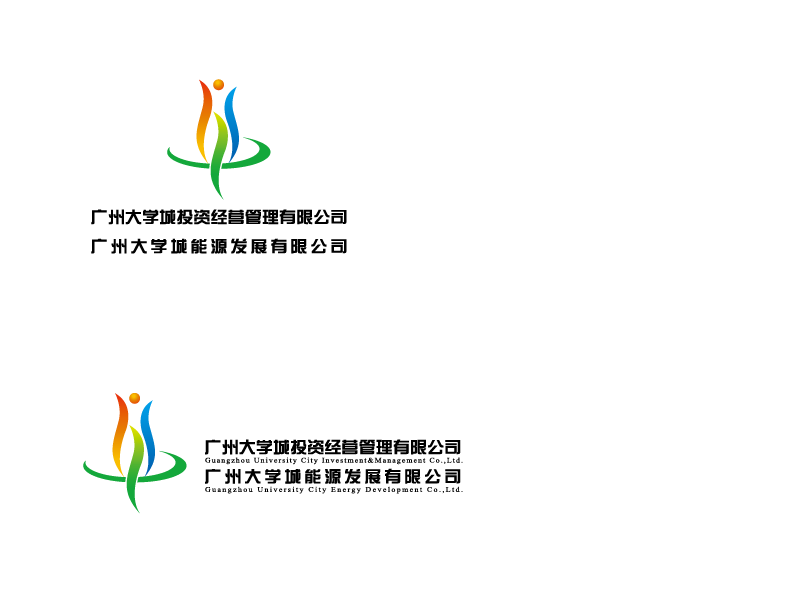 广州大学城投资经营管理有限公司
广州大学城能源发展有限公司
广州大学城投资经营管理有限公司
Guangzhou University City Investment&Management Co.,Ltd.
广州大学城能源发展有限公司
Guangzhou University City Energy Development Co.,Ltd.